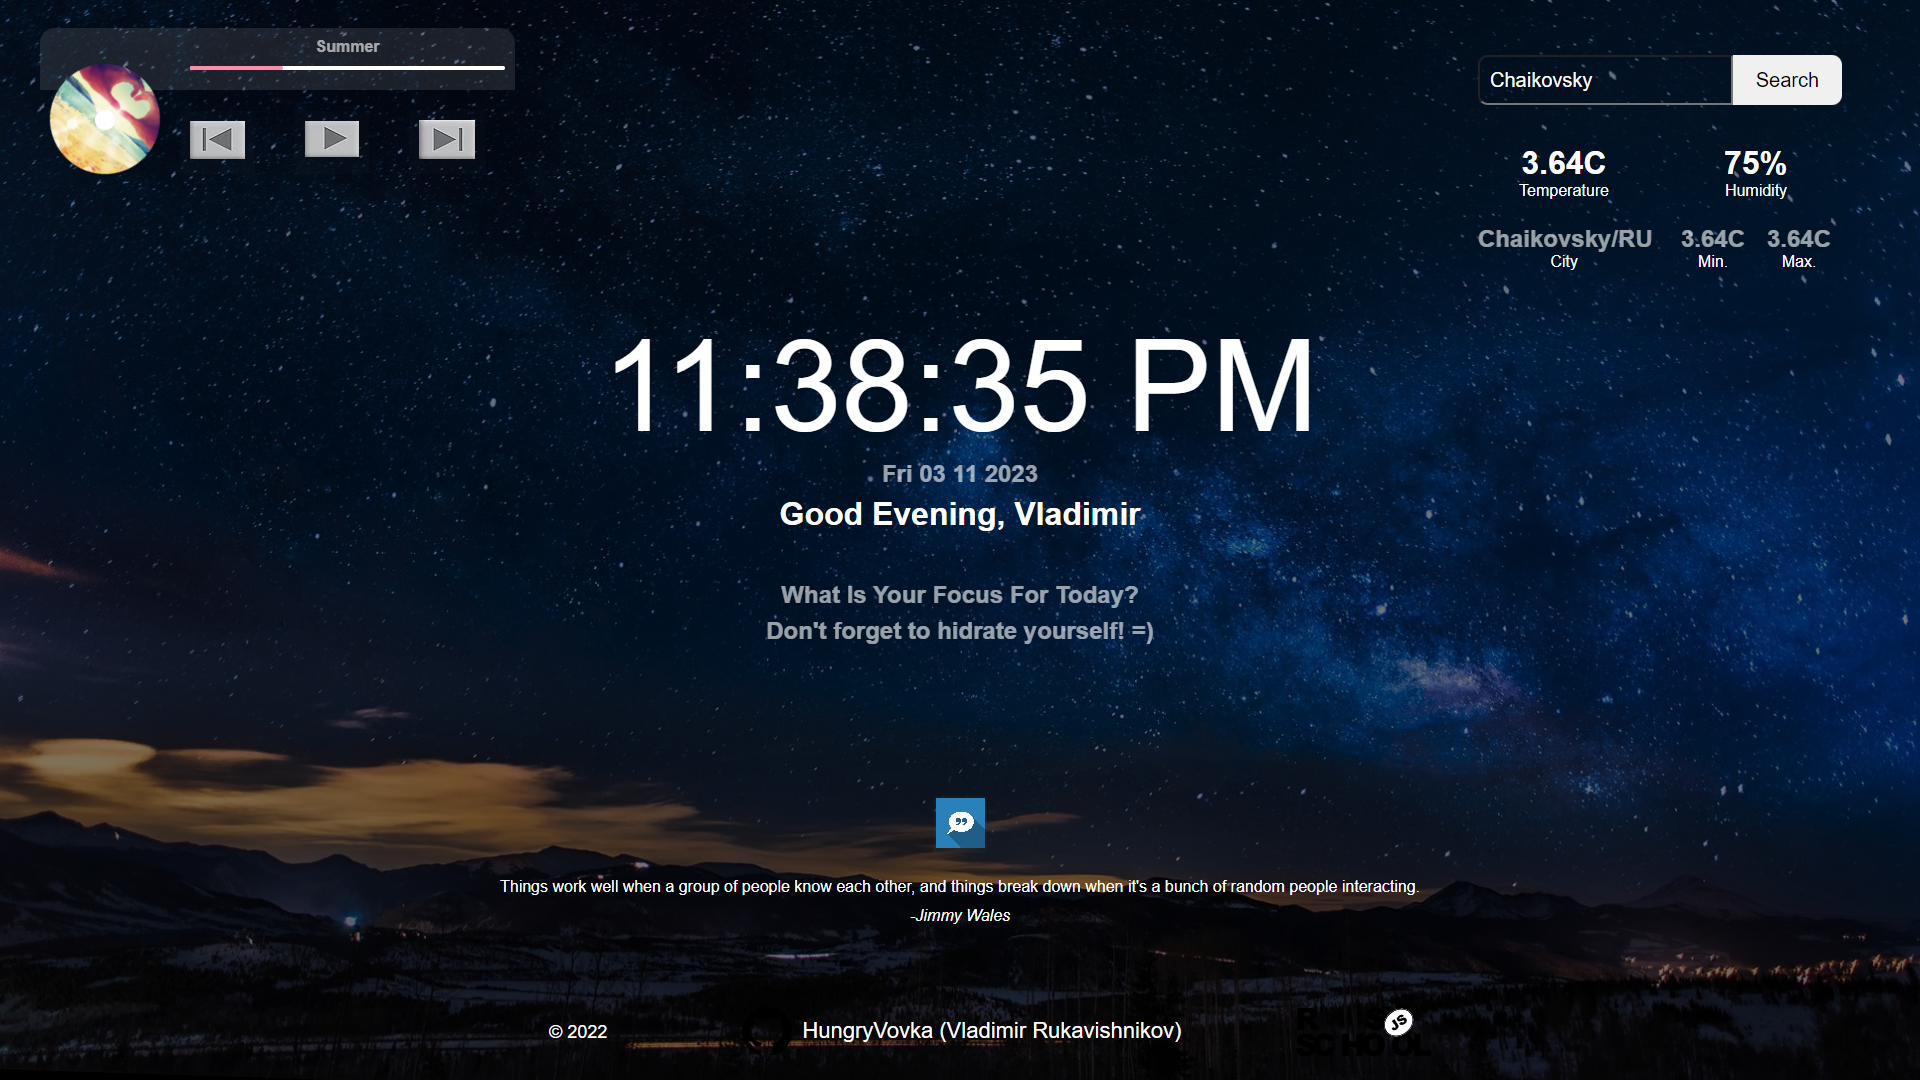 Summer
Chaikovsky
Search
3.64C
Temperature
75%
Humidity
Chaikovsky/RU
City
3.64C
Min.
3.64C
Max.
11:38:35 PM
Fri 03 11 2023
Good Evening, Vladimir
What Is Your Focus For Today?
Don't forget to hidrate yourself! =)
Things work well when a group of people know each other, and things break down when it's a bunch of random people interacting.
-Jimmy Wales
© 2022
HungryVovka (Vladimir Rukavishnikov)
JS
SCHOOL